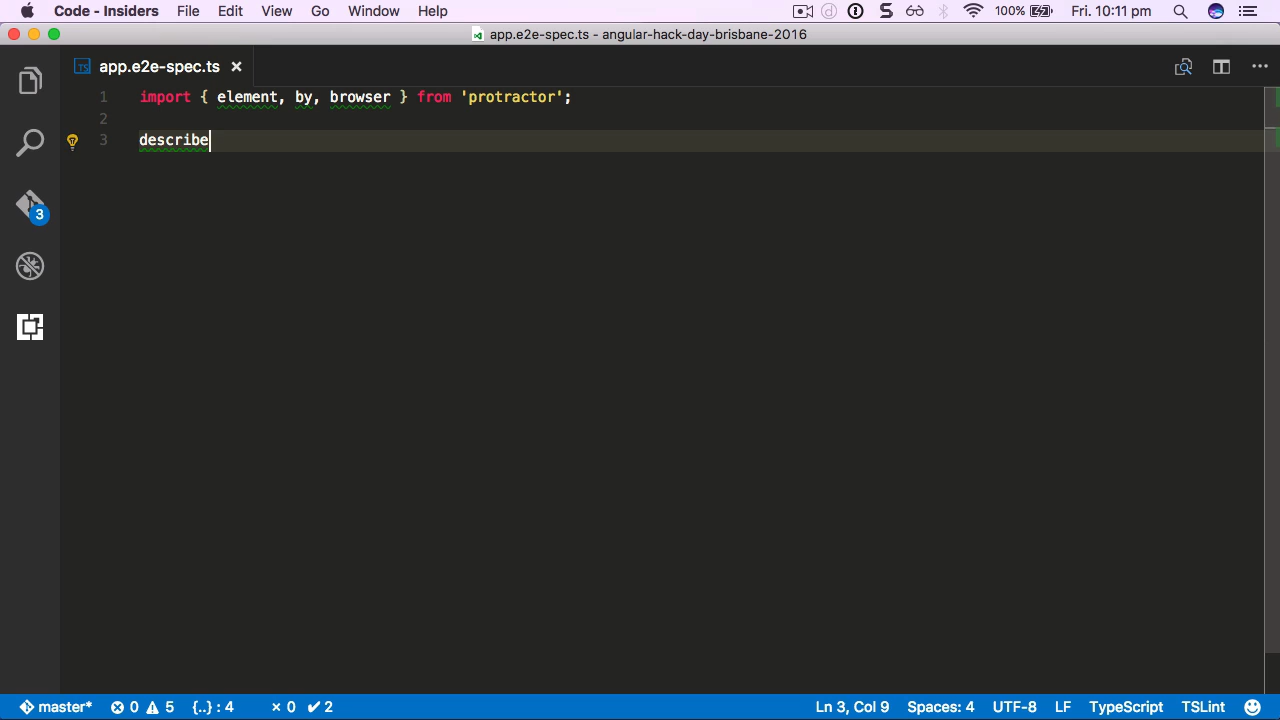 Code - Insiders File Edit View Go Window Help 100% Fri. 10:11 pm
app.e2e-spec.ts - angular-hack-day-brisbane-2016
TS app.e2e-spec.ts
1 import { element, by, browser } from 'protractor';
2
3 describe
3
master* 0 5 {..} : 4 × 0 ✔ 2 Ln 3, Col 9 Spaces: 4 UTF-8 LF TypeScript TSLint